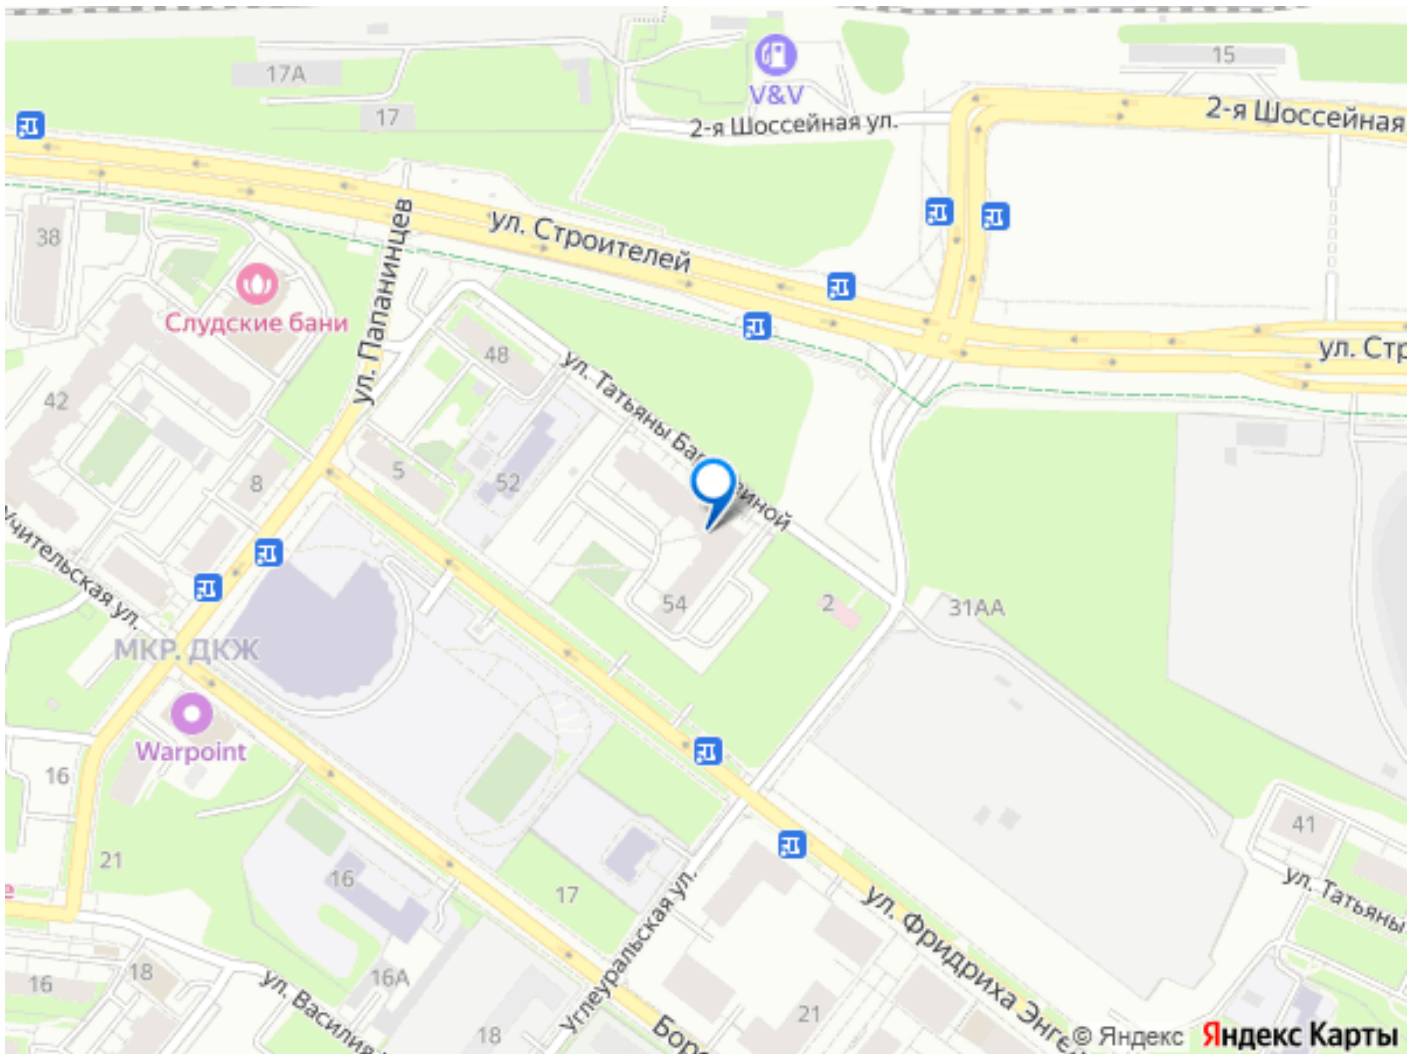 15
17А
V&V
17
2-я Шоссейная ул.
2-я Шоссейная
ул. Папанинцев
ул. Строителей
38
Слудские бани
ул. Стр
48
ул. Татьяны Ба
зиной
42
5
52
8
Учительская ул.
54
2
31АА
МКР. ДКЖ
Warpoint
16
41
21
16
17
ул. Татьяны
е
Углеуральская ул.
ул. Фридриха Энге
16
18
16А
ул. Василия
18
21
Бор
© Яндекс
Яндекс Карты